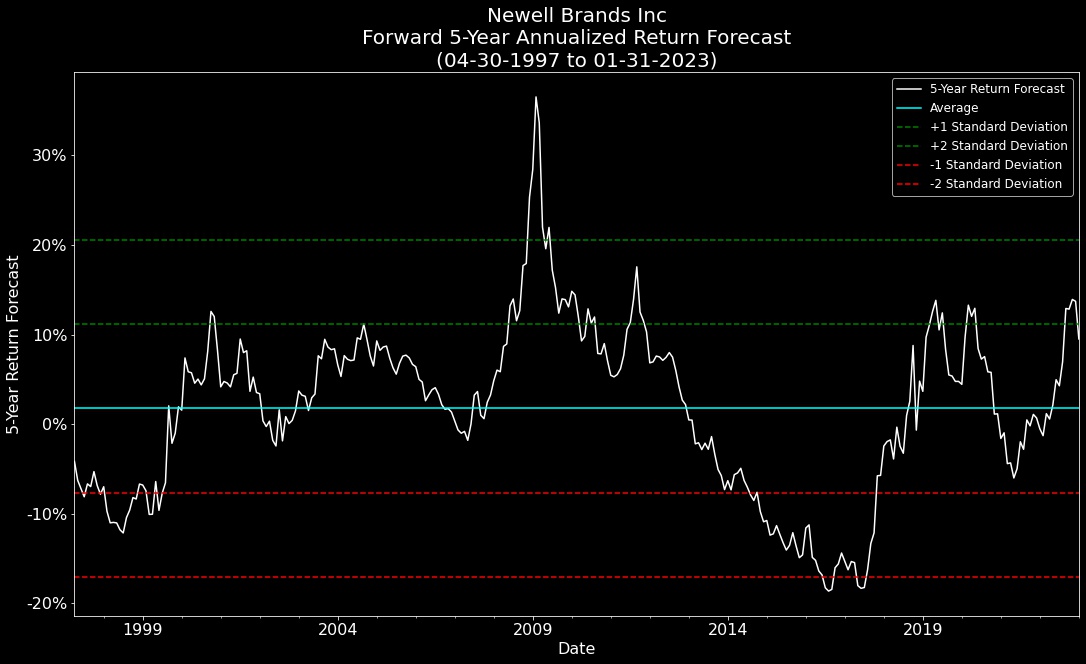 Newell Brands Inc
Forward 5-Year Annualized Return Forecast
(04-30-1997 to 01-31-2023)
5-Year Return Forecast
Average
+1 Standard Deviation
+2 Standard Deviation
-1 Standard Deviation
-2 Standard Deviation
5-Year Return Forecast
30%
20%
10%
0%
-10%
-20%
1999
2004
2009
2014
2019
Date